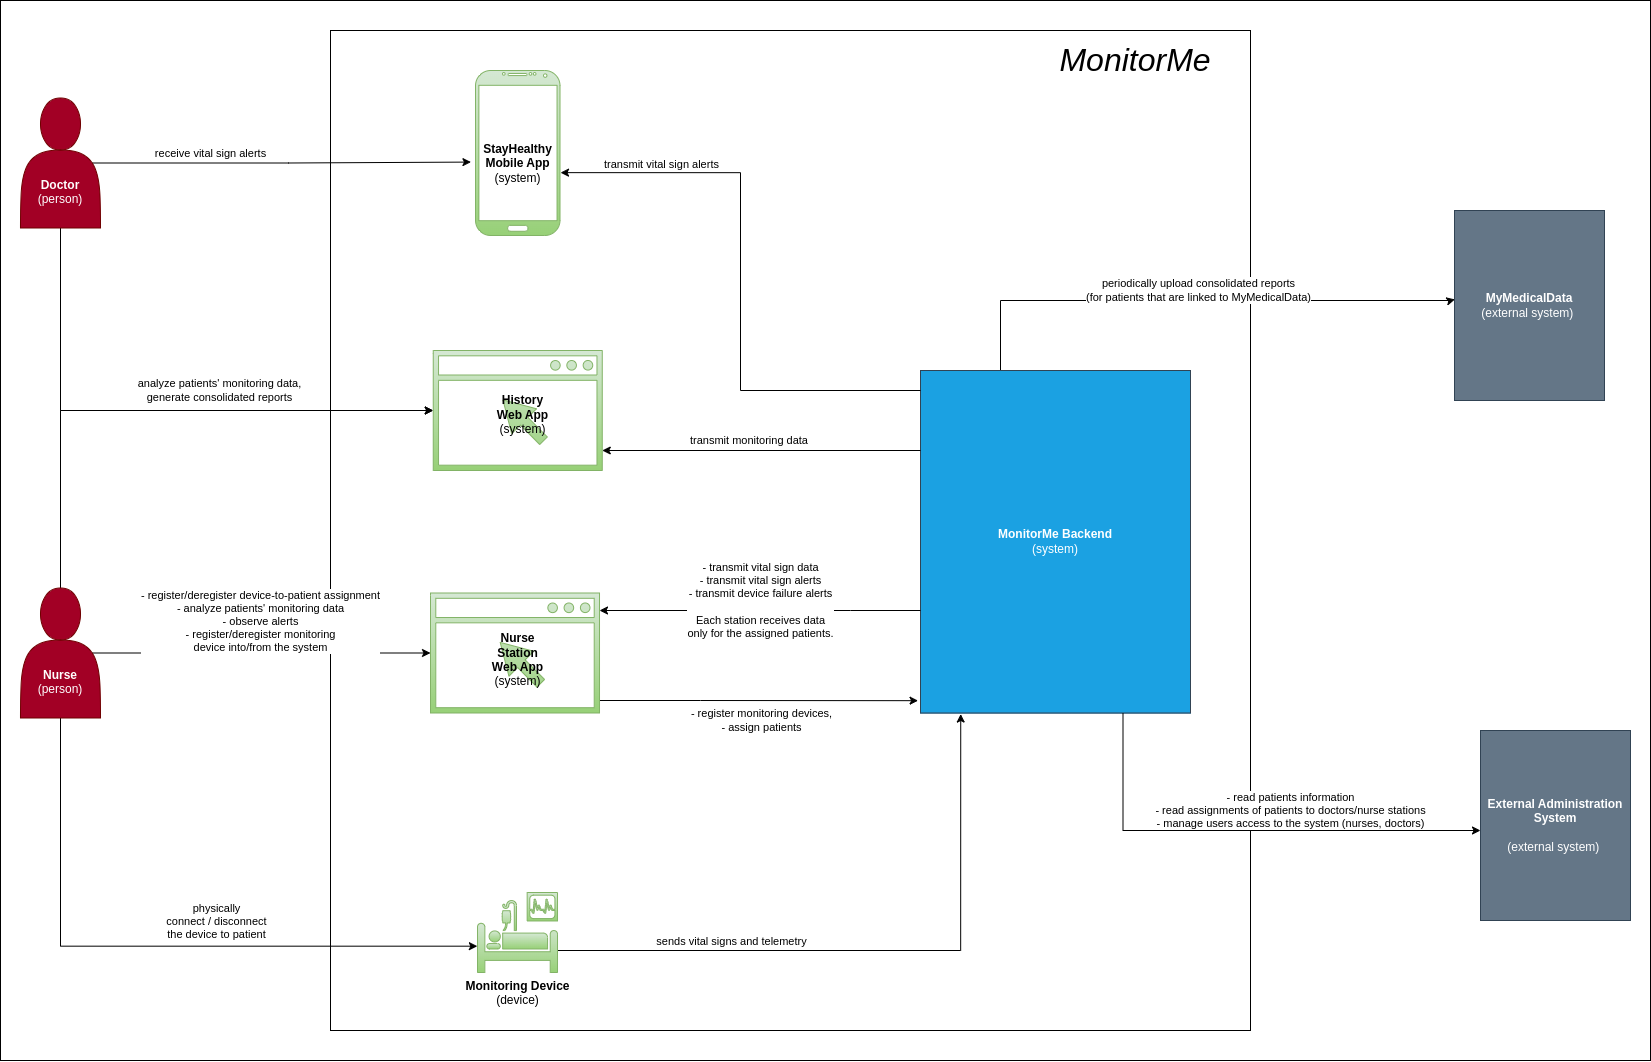 MonitorMe
receive vital sign alerts
Doctor
(person)
StayHealthy
Mobile App
(system)
transmit vital sign alerts
periodically upload consolidated reports
(for patients that are linked to MyMedicalData)
MyMedicalData
(external system)
analyze patients' monitoring data,
generate consolidated reports
History
Web App
(system)
transmit monitoring data
MonitorMe Backend
(system)
- transmit vital sign data
- transmit vital sign alerts
- transmit device failure alerts
Each station receives data
only for the assigned patients.
- register/deregister device-to-patient assignment
- analyze patients' monitoring data
- observe alerts
- register/deregister monitoring
device into/from the system
Nurse
(person)
Nurse
Station
Web App
(system)
- register monitoring devices,
- assign patients
- read patients information
- read assignments of patients to doctors/nurse stations
- manage users access to the system (nurses, doctors)
External Administration
System
(external system)
physically
connect / disconnect
the device to patient
sends vital signs and telemetry
Monitoring Device
(device)